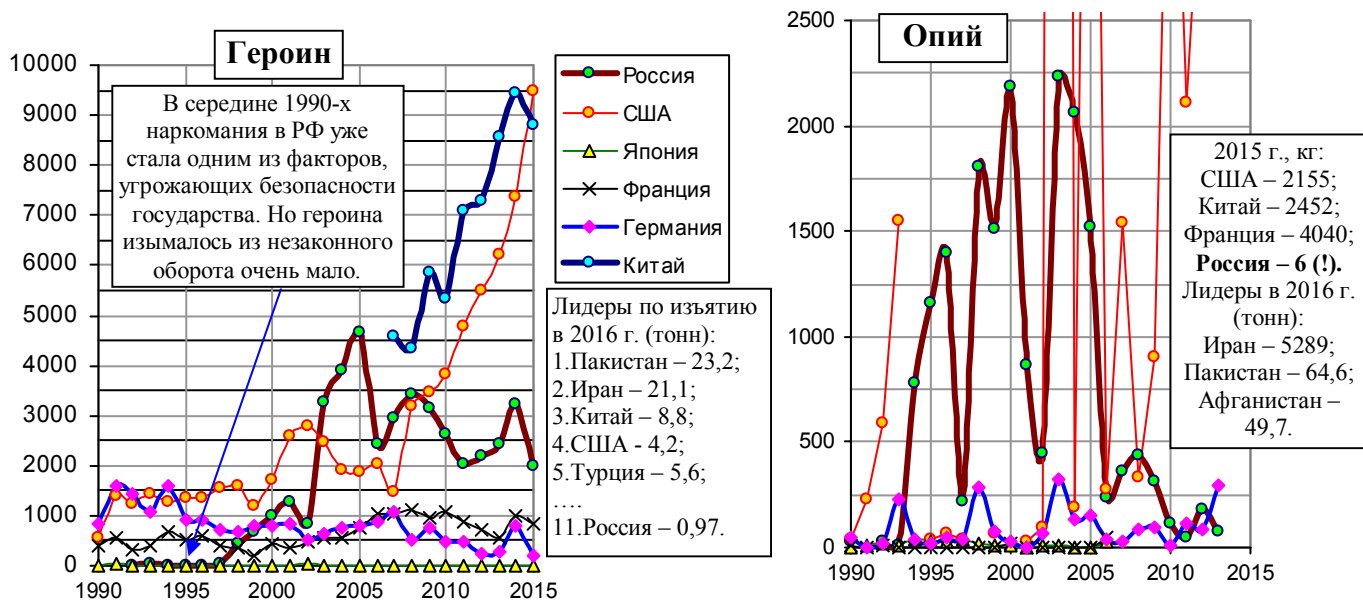 Героин
10000
9000
8000
7000
6000
5000
4000
3000
2000
1000
0
1990
1995
2000
2005
2010
2015
В середине 1990-х
наркомания в РФ уже
стала одним из факторов,
угрожающих безопасности
государства. Но героина
изымалось из незаконного
оборота очень мало.
Россия
США
Япония
Франция
Германия
Китай
Лидеры по изъятию
в 2016 г. (тонн):
1.Пакистан – 23,2;
2.Иран – 21,1;
3.Китай – 8,8;
4.США - 4,2;
5.Турция – 5,6;
….
11.Россия – 0,97.
Опий
2500
2000
1500
1000
500
0
1990
1995
2000
2005
2010
2015
2015 г., кг:
США – 2155;
Китай – 2452;
Франция – 4040;
Россия – 6 (!).
Лидеры в 2016 г.
(тонн):
Иран – 5289;
Пакистан – 64,6;
Афганистан –
49,7.